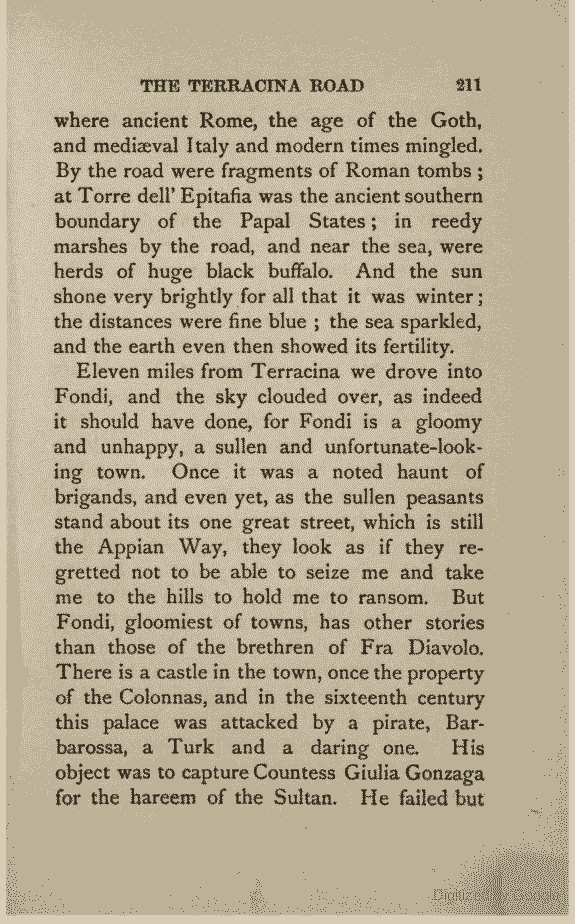 THE TERRACINA ROAD 211
where ancient Rome, the age of the Goth,
and mediæval Italy and modern times mingled.
By the road were fragments of Roman tombs ;
at Torre dell' Epitafia was the ancient southern
boundary of the Papal States ; in reedy
marshes by the road, and near the sea, were
herds of huge black buffalo. And the sun
shone very brightly for all that it was winter ;
the distances were fine blue ; the sea sparkled,
and the earth even then showed its fertility.
Eleven miles from Terracina we drove into
Fondi, and the sky clouded over, as indeed
it should have done, for Fondi is a gloomy
and unhappy, a sullen and unfortunate-look-
ing town. Once it was a noted haunt of
brigands, and even yet, as the sullen peasants
stand about its one great street, which is still
the Appian Way, they look as if they re-
gretted not to be able to seize me and take
me to the hills to hold me to ransom. But
Fondi, gloomiest of towns, has other stories
than those of the brethren of Fra Diavolo.
There is a castle in the town, once the property
of the Colonnas, and in the sixteenth century
this palace was attacked by a pirate, Bar-
barossa, a Turk and a daring one. His
object was to capture Countess Giulia Gonzaga
for the hareem of the Sultan. He failed but
Digitized by Google